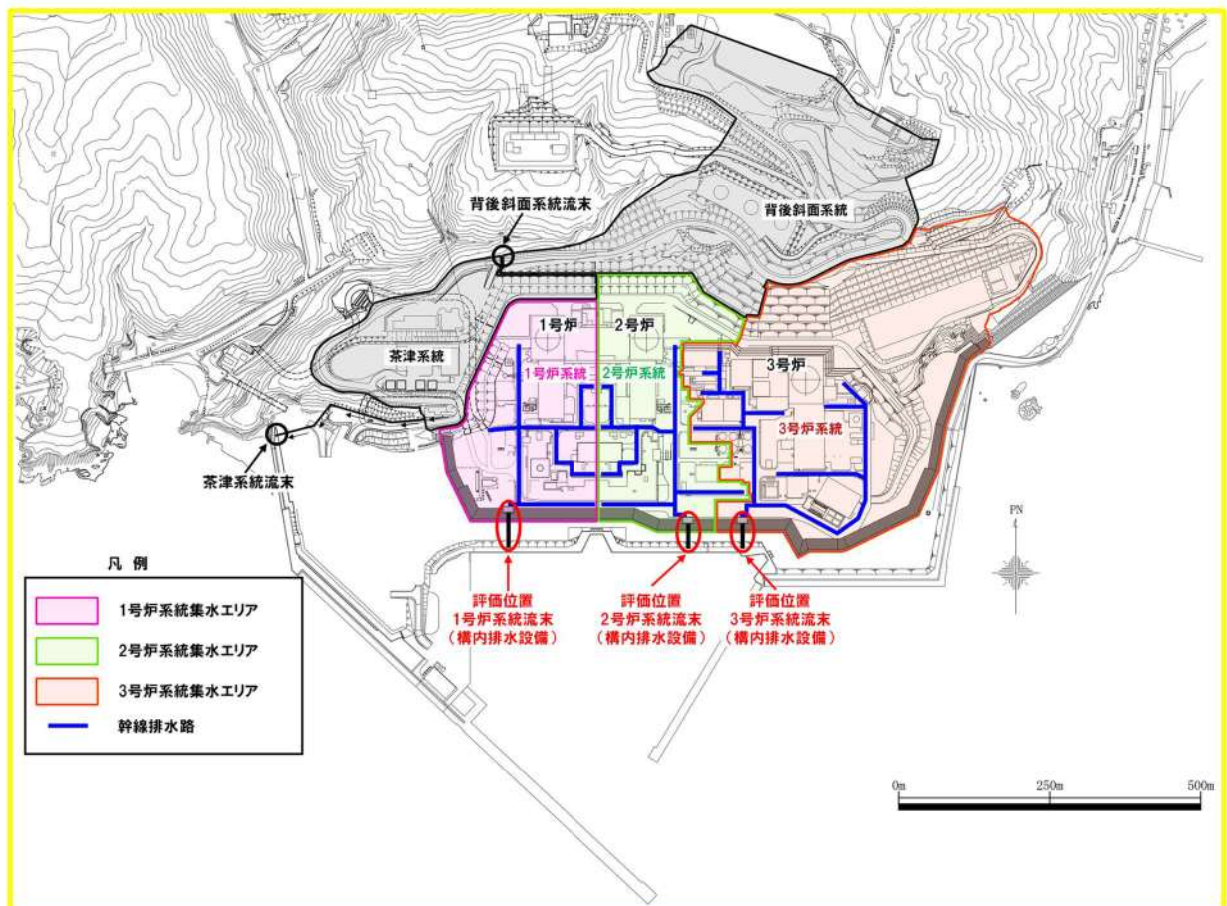 背後斜面系統流末
背後斜面系統
1号炉
2号炉
茶津系統
1号炉系統
2号炉系統
3号炉
3号炉系統
茶津系統流末
PN
評価位置
1号炉系統流末
(構内排水設備)
評価位置
2号炉系統流末
(構内排水設備)
評価位置
3号炉系統流末
(構内排水設備)
凡 例
1号炉系統集水エリア
2号炉系統集水エリア
3号炉系統集水エリア
幹線排水路
0m 250m 500m